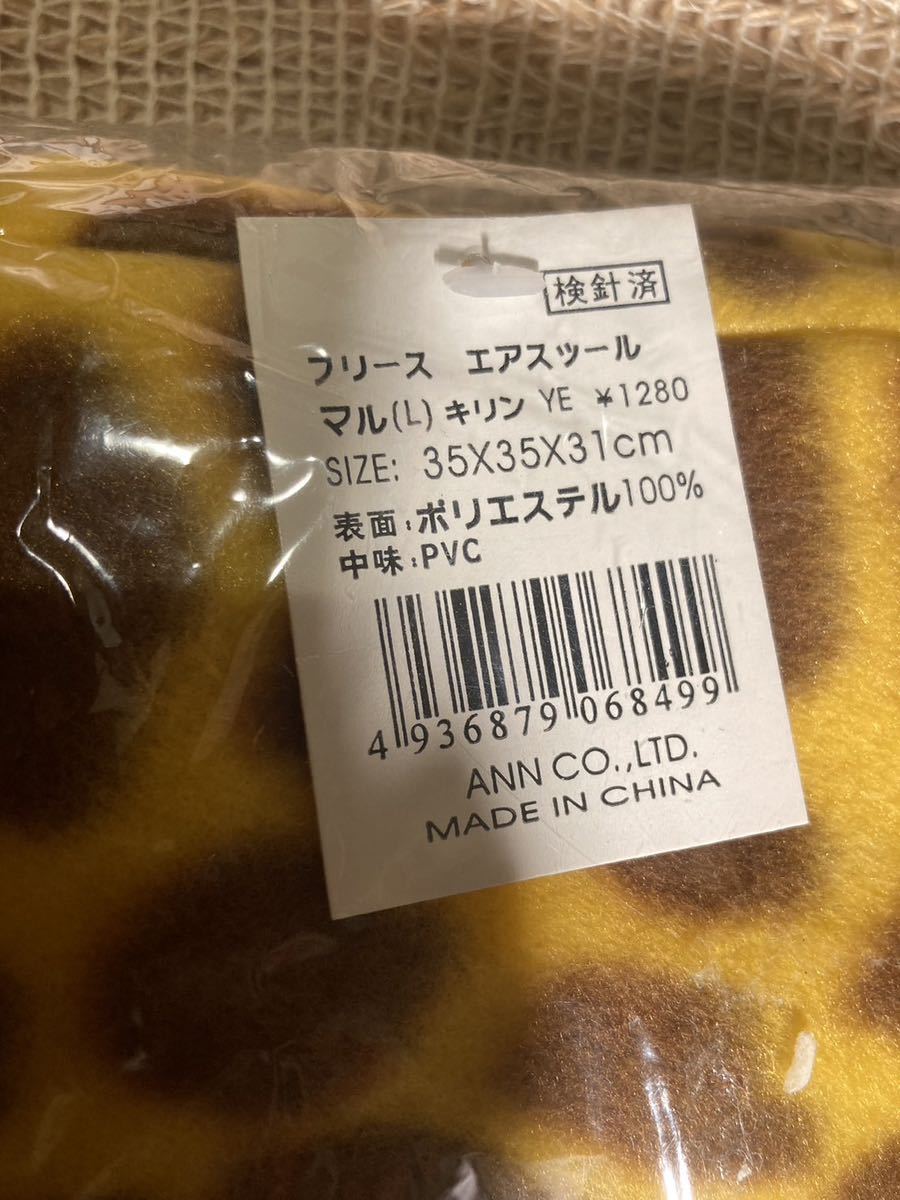 検針済
フリース エアスツール
マル(L) キリン YE ¥1280
SIZE: 35X35X31cm
表面:ポリエステル100%
中味:PVC
4 936879 068499
ANN CO.,LTD.
MADE IN CHINA